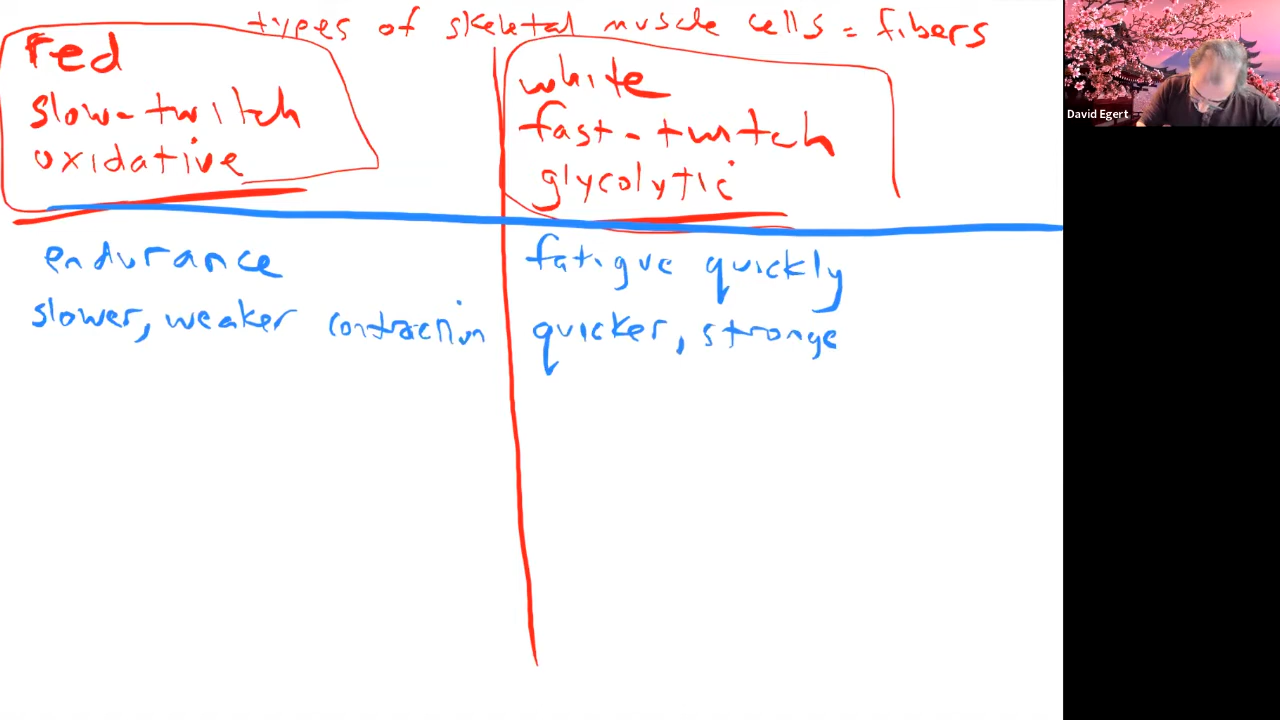 types of skeletal muscle cells = fibers
red
slow-twitch
oxidative
white
fast-twitch
glycolytic
endurance
slower, weaker contraction
fatigue quickly
quicker, stronge
David Egert